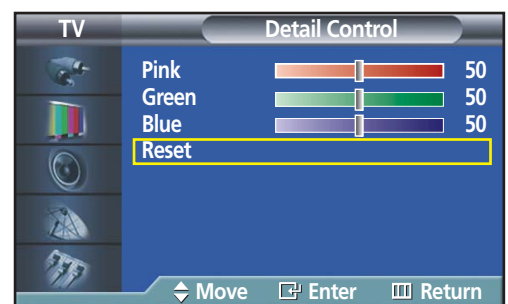 TV Detail Control
Pink 50
Green 50
Blue 50
Reset
Move Enter Return